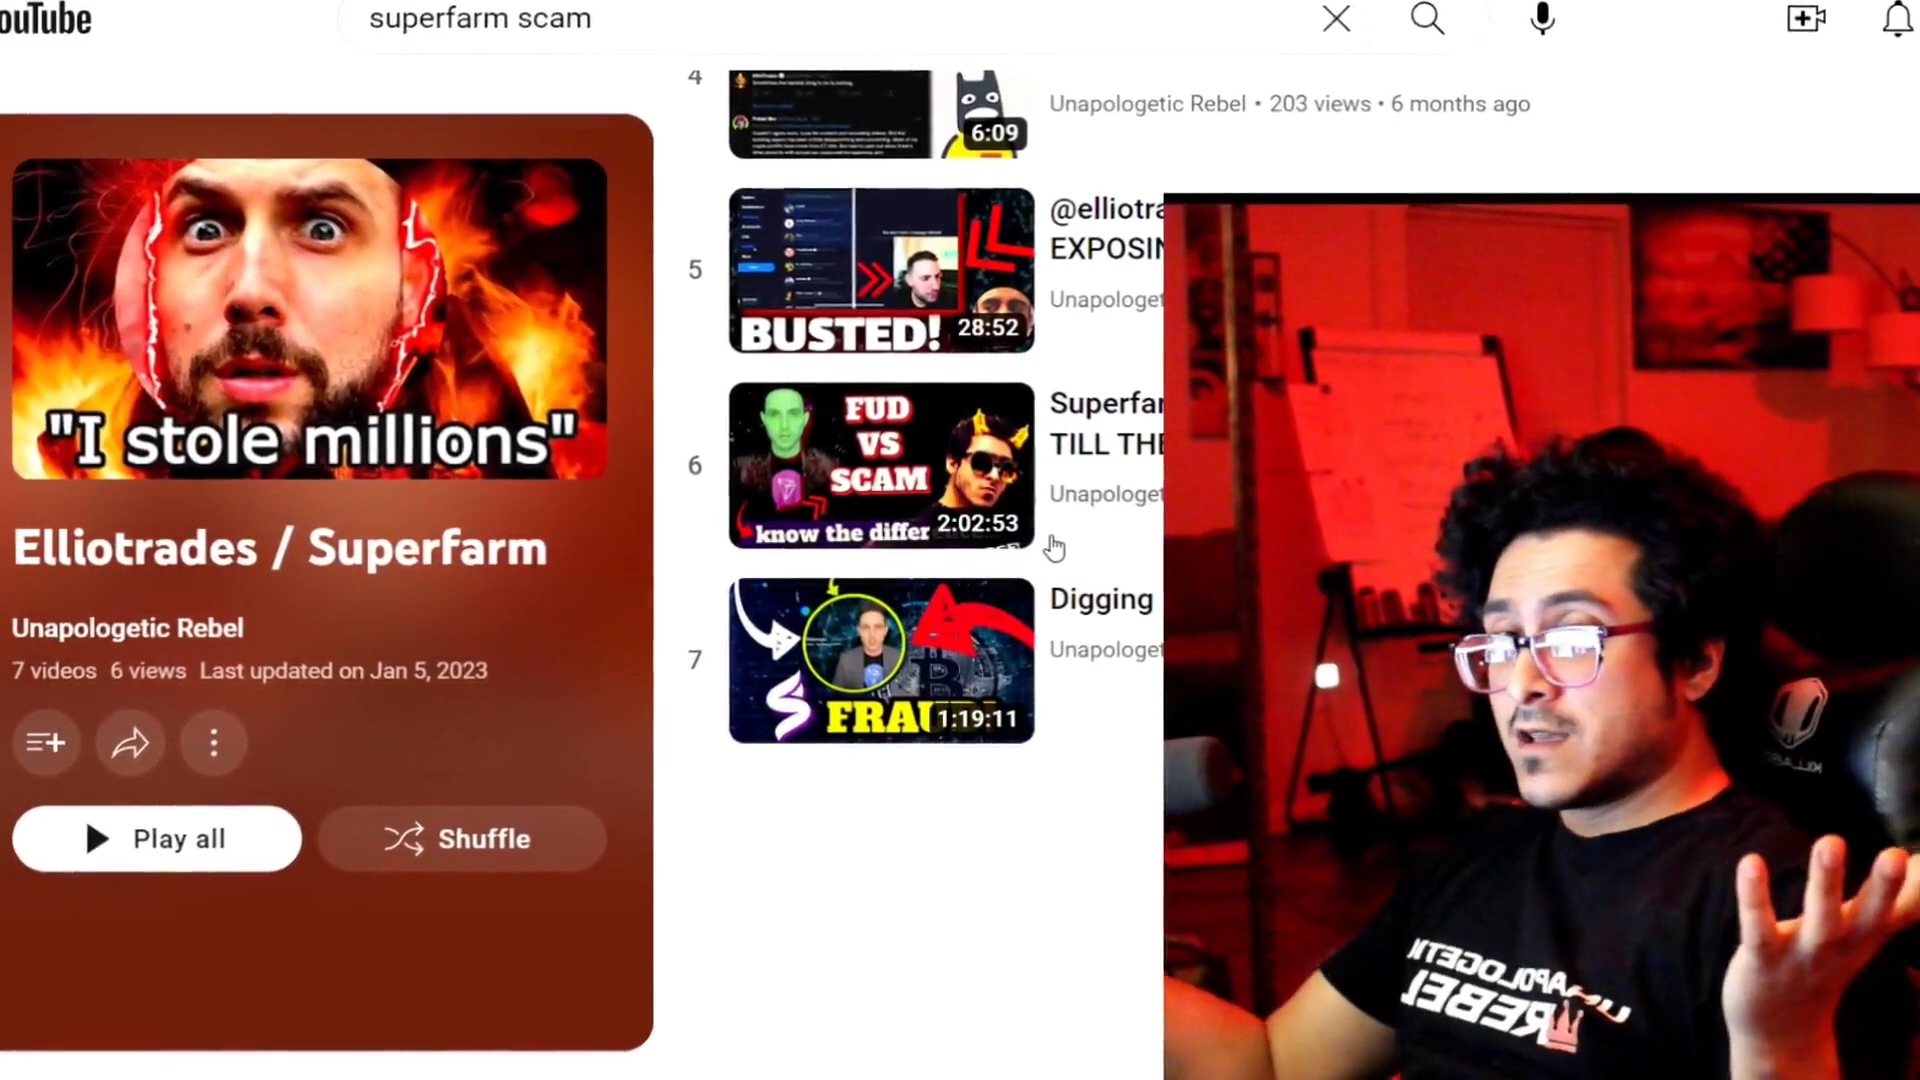 ouTube
superfarm scam
"I stole millions"
Elliotrades / Superfarm
Unapologetic Rebel
7 videos 6 views Last updated on Jan 5, 2023
Play all
Shuffle
4
6:09
Unapologetic Rebel • 203 views • 6 months ago
5
BUSTED!
28:52
@elliotra
EXPOSIN
Unapologet
6
FUD
VS
SCAM
know the differ
2:02:53
Superfar
TILL THE
Unapologet
7
FRAU
1:19:11
Digging
Unapologet
UNAPOLOGETI
REBEL